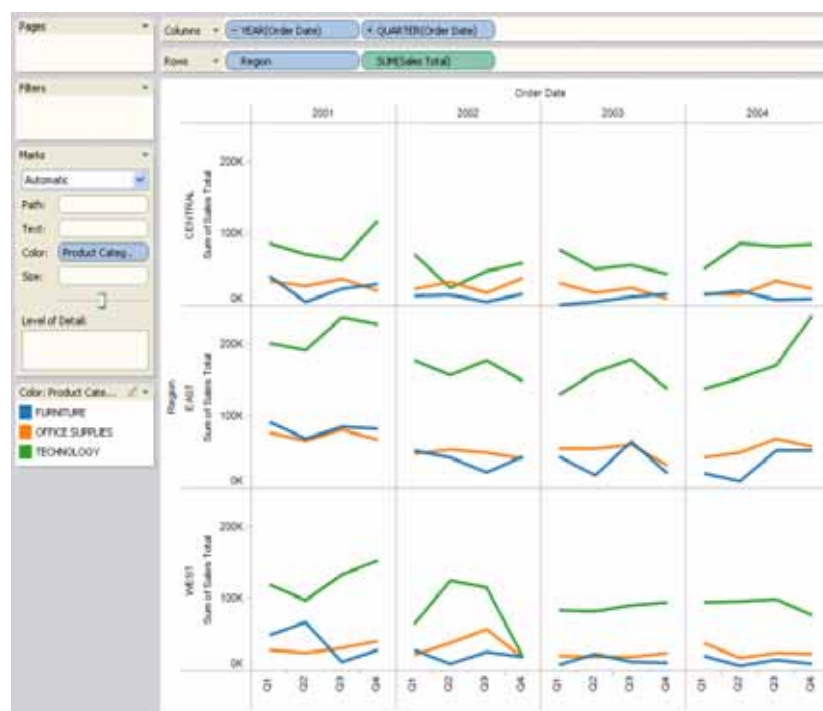 Pages
Columns
− YEAR(Order Date)
+ QUARTER(Order Date)
Rows
Region
SUM(Sales Total)
Filters
Marks
Automatic
Path:
Text:
Color:
Product Categ..
Size:
Level of Detail:
Color: Product Cate...
FURNITURE
OFFICE SUPPLIES
TECHNOLOGY
Order Date
2001
2002
2003
2004
Region
CENTRAL
Sum of Sales Total
200K
100K
0K
EAST
Sum of Sales Total
200K
100K
0K
WEST
Sum of Sales Total
200K
100K
0K
Q1 Q2 Q3 Q4 Q1 Q2 Q3 Q4 Q1 Q2 Q3 Q4 Q1 Q2 Q3 Q4